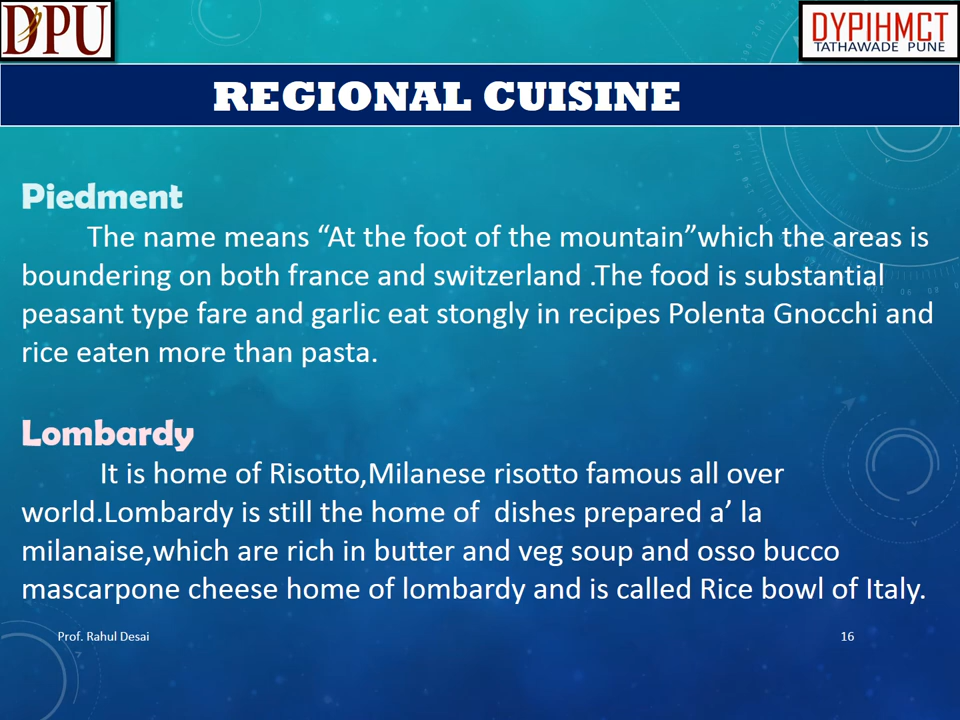 DPU
DYPIHMCT
TATHAWADE PUNE
REGIONAL CUISINE
Piedment
The name means “At the foot of the mountain”which the areas is
boundering on both france and switzerland .The food is substantial
peasant type fare and garlic eat stongly in recipes Polenta Gnocchi and
rice eaten more than pasta.
Lombardy
It is home of Risotto,Milanese risotto famous all over
world.Lombardy is still the home of  dishes prepared a’ la
milanaise,which are rich in butter and veg soup and osso bucco
mascarpone cheese home of lombardy and is called Rice bowl of Italy.
Prof. Rahul Desai
16